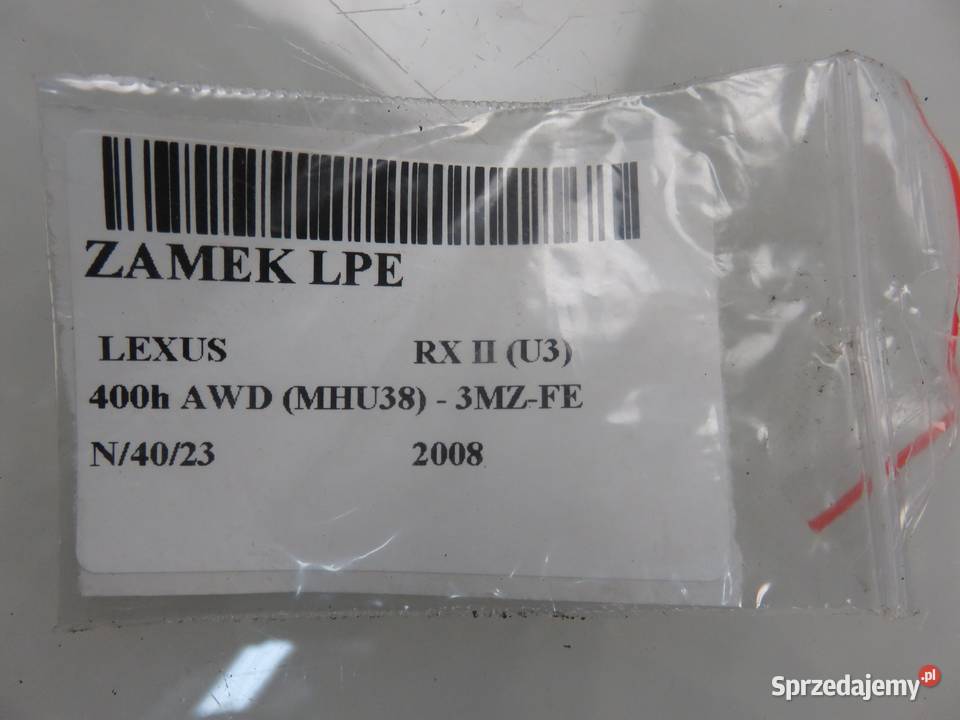 ZAMEK LPE
LEXUS RX II (U3)
400h AWD (MHU38) - 3MZ-FE
N/40/23 2008
Sprzedajemy.pl